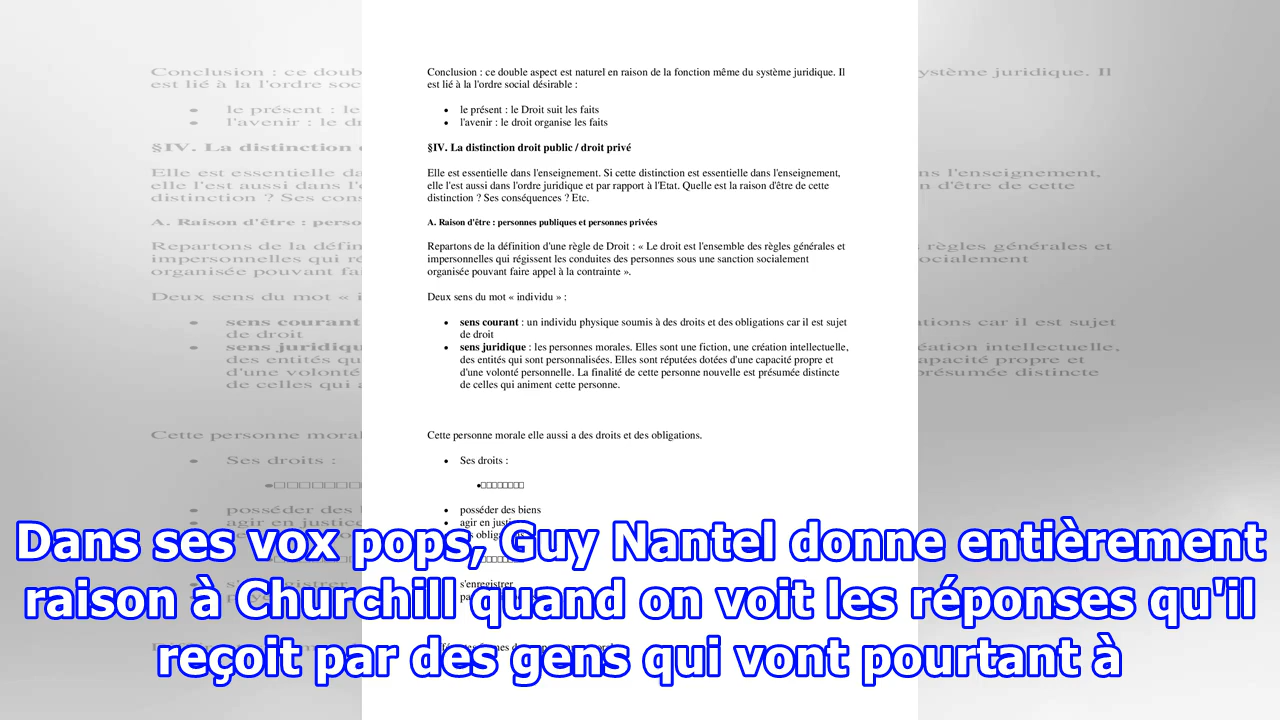 Conclusion : ce double aspect est naturel en raison de la fonction même du système juridique. Il
est lié à la l'ordre social désirable :
• le présent : le Droit suit les faits
• l'avenir : le droit organise les faits
§IV. La distinction droit public / droit privé
Elle est essentielle dans l'enseignement. Si cette distinction est essentielle dans l'enseignement,
elle l'est aussi dans l'ordre juridique et par rapport à l'Etat. Quelle est la raison d'être de cette
distinction ? Ses conséquences ? Etc.
A. Raison d'être : personnes publiques et personnes privées
Repartons de la définition d'une règle de Droit : « Le droit est l'ensemble des règles générales et
impersonnelles qui régissent les conduites des personnes sous une sanction socialement
organisée pouvant faire appel à la contrainte ».
Deux sens du mot « individu » :
• sens courant : un individu physique soumis à des droits et des obligations car il est sujet
de droit
• sens juridique : les personnes morales. Elles sont une fiction, une création intellectuelle,
des entités qui sont personnalisées. Elles sont réputées dotées d'une capacité propre et
d'une volonté personnelle. La finalité de cette personne nouvelle est présumée distincte
de celles qui animent cette personne.
Cette personne morale elle aussi a des droits et des obligations.
• Ses droits :
• posséder des biens
• agir en
s'enregistrer
Dans ses vox pops, Guy Nantel donne entièrement
raison à Churchill quand on voit les réponses qu'il
reçoit par des gens qui vont pourtant à